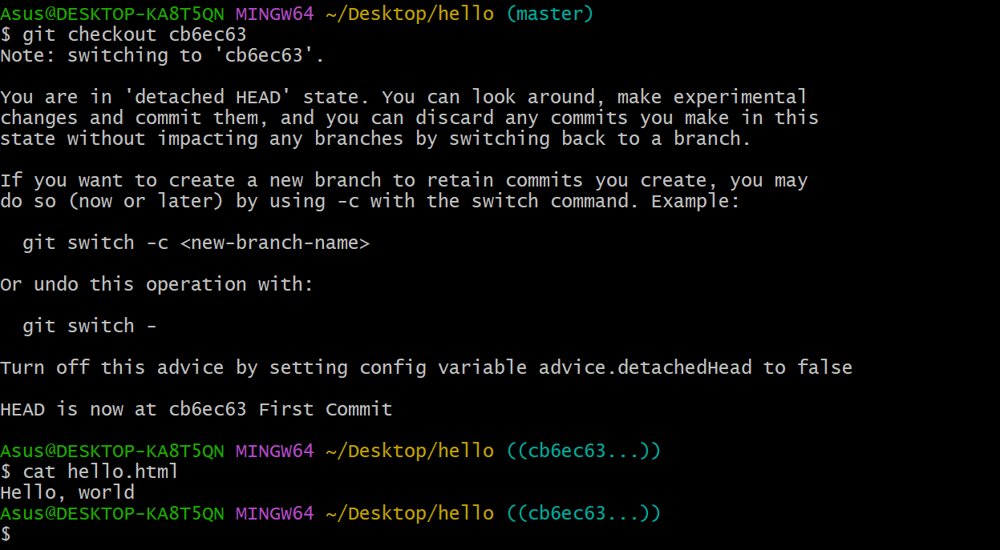 Asus@DESKTOP-KA8T5QN MINGW64 ~/Desktop/hello (master)
$ git checkout cb6ec63
Note: switching to 'cb6ec63'.
You are in 'detached HEAD' state. You can look around, make experimental
changes and commit them, and you can discard any commits you make in this
state without impacting any branches by switching back to a branch.
If you want to create a new branch to retain commits you create, you may
do so (now or later) by using -c with the switch command. Example:
git switch -c <new-branch-name>
Or undo this operation with:
git switch -
Turn off this advice by setting config variable advice.detachedHead to false
HEAD is now at cb6ec63 First Commit
Asus@DESKTOP-KA8T5QN MINGW64 ~/Desktop/hello ((cb6ec63...))
$ cat hello.html
Hello, world
Asus@DESKTOP-KA8T5QN MINGW64 ~/Desktop/hello ((cb6ec63...))
$